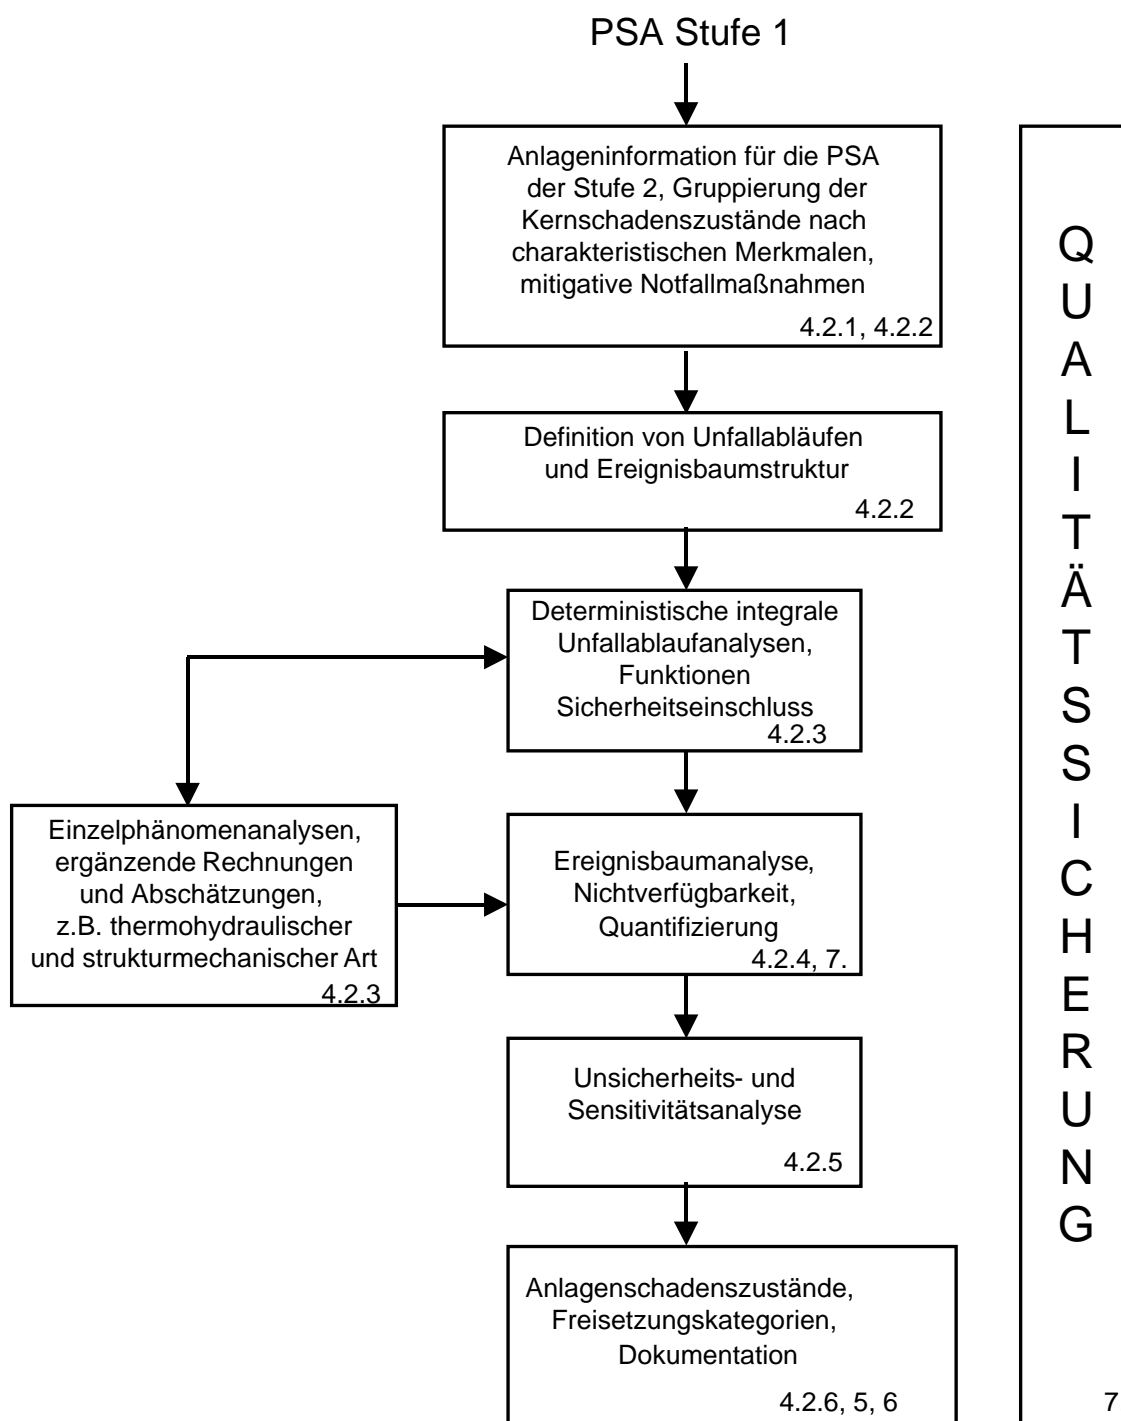 PSA Stufe 1
Anlageninformation für die PSA
der Stufe 2, Gruppierung der
Kernschadenszustände nach
charakteristischen Merkmalen,
mitigative Notfallmaßnahmen
4.2.1, 4.2.2
Definition von Unfallabläufen
und Ereignisbaumstruktur
4.2.2
Deterministische integrale
Unfallablaufanalysen,
Funktionen
Sicherheitseinschluss
4.2.3
Einzelphänomenanalysen,
ergänzende Rechnungen
und Abschätzungen,
z.B. thermohydraulischer
und strukturmechanischer Art
4.2.3
Ereignisbaumanalyse,
Nichtverfügbarkeit,
Quantifizierung
4.2.4, 7.
Unsicherheits- und
Sensitivitätsanalyse
4.2.5
Anlagenschadenszustände,
Freisetzungskategorien,
Dokumentation
4.2.6, 5, 6
Q
U
A
L
I
T
Ä
T
S
S
I
C
H
E
R
U
N
G
7